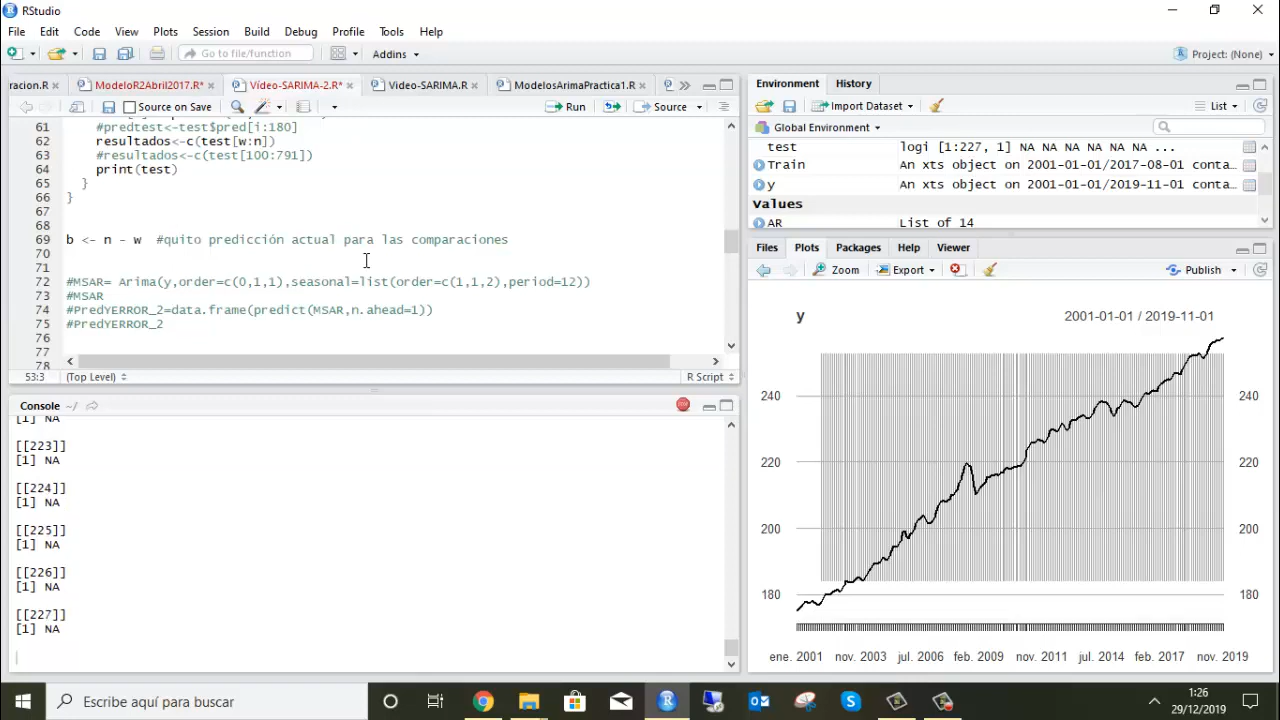 RStudio
File Edit Code View Plots Session Build Debug Profile Tools Help
Go to file/function Addins Project: (None)
racion.R ModeloR2Abril2017.R* Vídeo-SARIMA-2.R* Video-SARIMA.R ModelosArimaPractica1.R
Source on Save Run Source
61 #predtest<-test$pred[i:180]
62 resultados<-c(test[w:n])
63 #resultados<-c(test[100:791])
64 print(test)
65 }
66 }
67
68
69 b <- n - w #quito predicción actual para las comparaciones
70
71
72 #MSAR= Arima(y,order=c(0,1,1),seasonal=list(order=c(1,1,2),period=12))
73 #MSAR
74 #PredYERROR_2=data.frame(predict(MSAR,n.ahead=1))
75 #PredYERROR_2
76
77
78
53:3 (Top Level) R Script
Console ~/
[1] NA
[[223]]
[1] NA
[[224]]
[1] NA
[[225]]
[1] NA
[[226]]
[1] NA
[[227]]
[1] NA
Environment History
Import Dataset List
Global Environment
test logi [1:227, 1] NA NA NA NA NA NA ...
Train An xts object on 2001-01-01/2017-08-01 conta…
y An xts object on 2001-01-01/2019-11-01 conta…
Values
AR List of 14
Files Plots Packages Help Viewer
Zoom Export Publish
y 2001-01-01 / 2019-11-01
240 240
220 220
200 200
180 180
ene. 2001 nov. 2003 jul. 2006 feb. 2009 nov. 2011 jul. 2014 feb. 2017 nov. 2019
Escribe aquí para buscar
1:26
29/12/2019